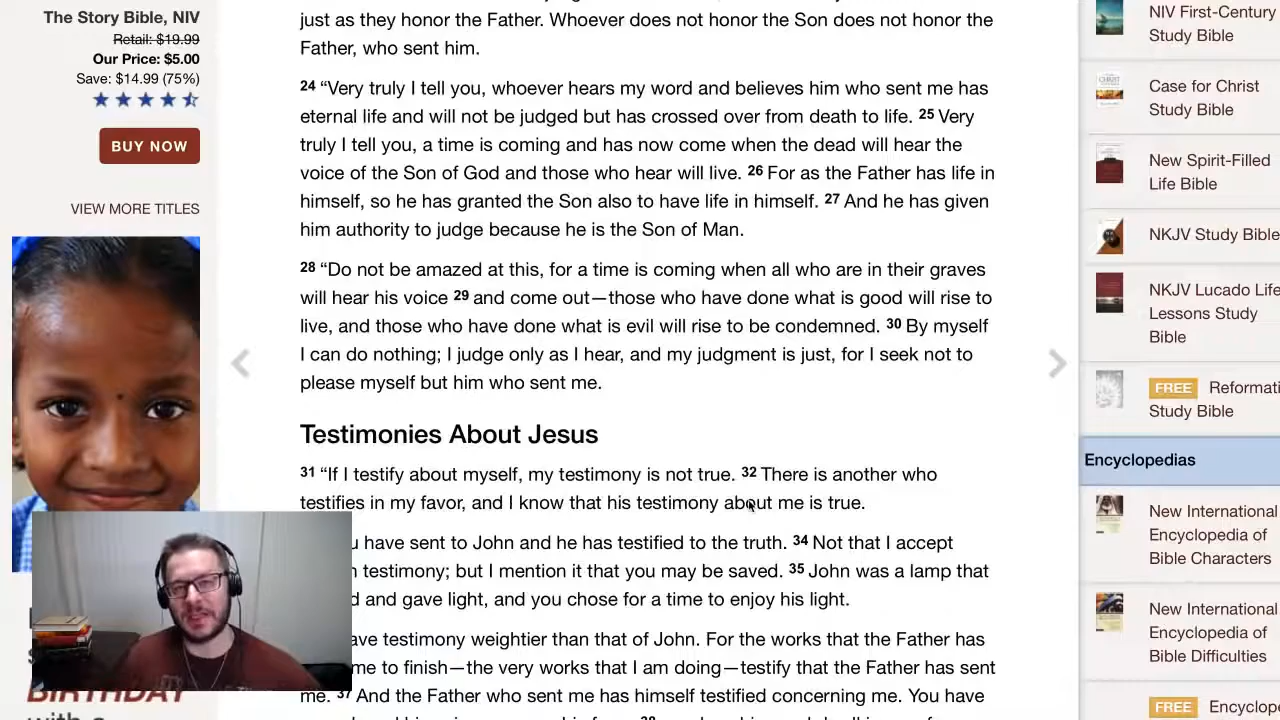 The Story Bible, NIV
Retail: $19.99
Our Price: $5.00
Save: $14.99 (75%)
BUY NOW
VIEW MORE TITLES
BIRTHDAY
with a
just as they honor the Father. Whoever does not honor the Son does not honor the
Father, who sent him.
24 “Very truly I tell you, whoever hears my word and believes him who sent me has
eternal life and will not be judged but has crossed over from death to life. 25 Very
truly I tell you, a time is coming and has now come when the dead will hear the
voice of the Son of God and those who hear will live. 26 For as the Father has life in
himself, so he has granted the Son also to have life in himself. 27 And he has given
him authority to judge because he is the Son of Man.
28 “Do not be amazed at this, for a time is coming when all who are in their graves
will hear his voice 29 and come out—those who have done what is good will rise to
live, and those who have done what is evil will rise to be condemned. 30 By myself
I can do nothing; I judge only as I hear, and my judgment is just, for I seek not to
please myself but him who sent me.
Testimonies About Jesus
31 “If I testify about myself, my testimony is not true. 32 There is another who
testifies in my favor, and I know that his testimony about me is true.
u have sent to John and he has testified to the truth. 34 Not that I accept
testimony; but I mention it that you may be saved. 35 John was a lamp that
d and gave light, and you chose for a time to enjoy his light.
ave testimony weightier than that of John. For the works that the Father has
me to finish—the very works that I am doing—testify that the Father has sent
me. 37 And the Father who sent me has himself testified concerning me. You have
NIV First-Century
Study Bible
Case for Christ
Study Bible
New Spirit-Filled
Life Bible
NKJV Study Bible
NKJV Lucado Life
Lessons Study
Bible
FREE Reformati
Study Bible
Encyclopedias
New International
Encyclopedia of
Bible Characters
New International
Encyclopedia of
Bible Difficulties
FREE Encyclop